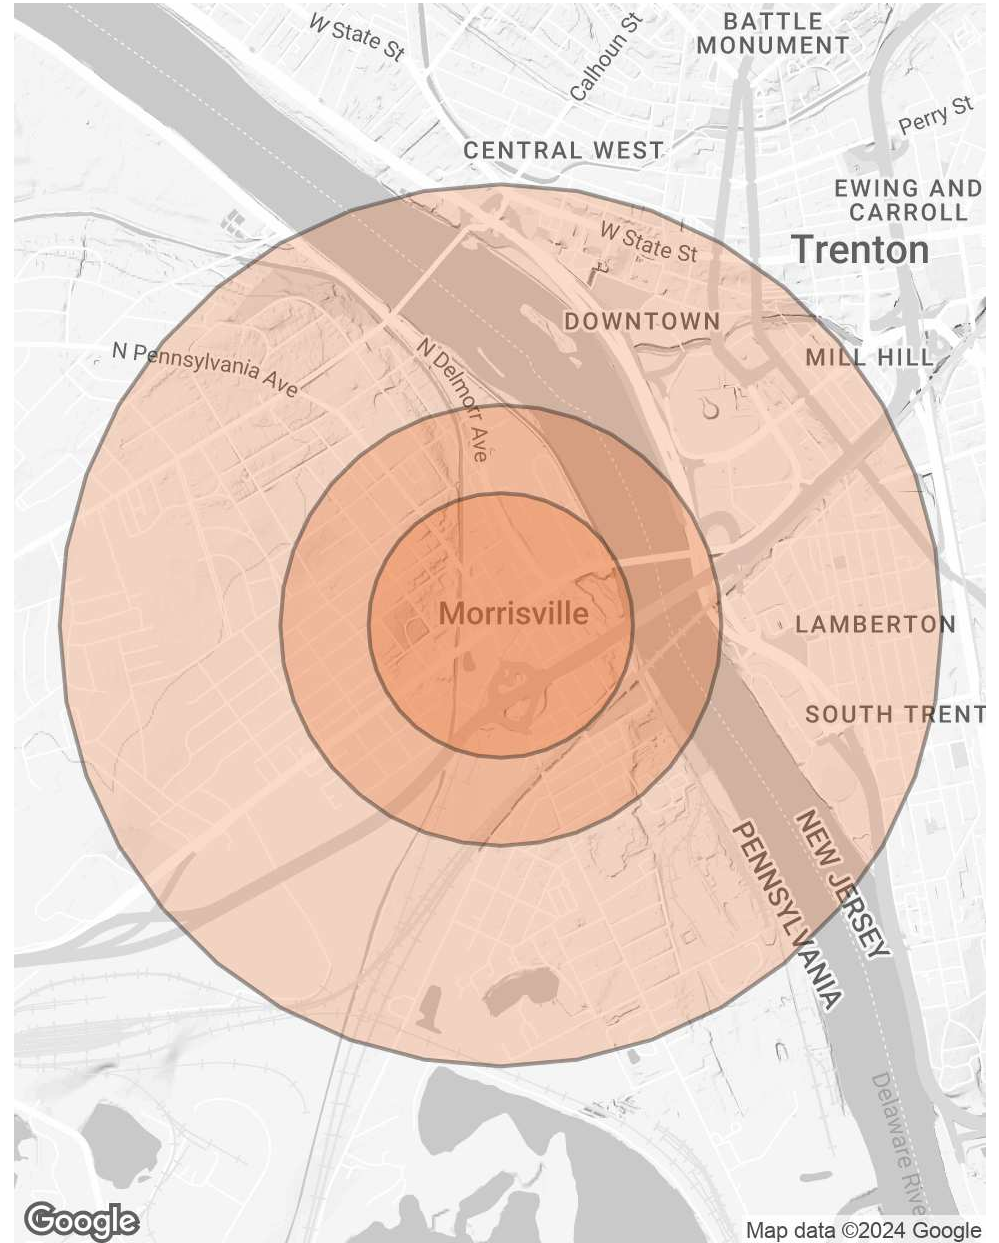 W State St
Calhoun St
BATTLE
MONUMENT
Perry St
CENTRAL WEST
EWING AND
CARROLL
W State St
Trenton
DOWNTOWN
N Pennsylvania Ave
N Delmorr Ave
MILL HILL
Morrisville
LAMBERTON
SOUTH TRENT
NEW JERSEY
PENNSYLVANIA
Delaware Rive
Google
Map data ©2024 Google